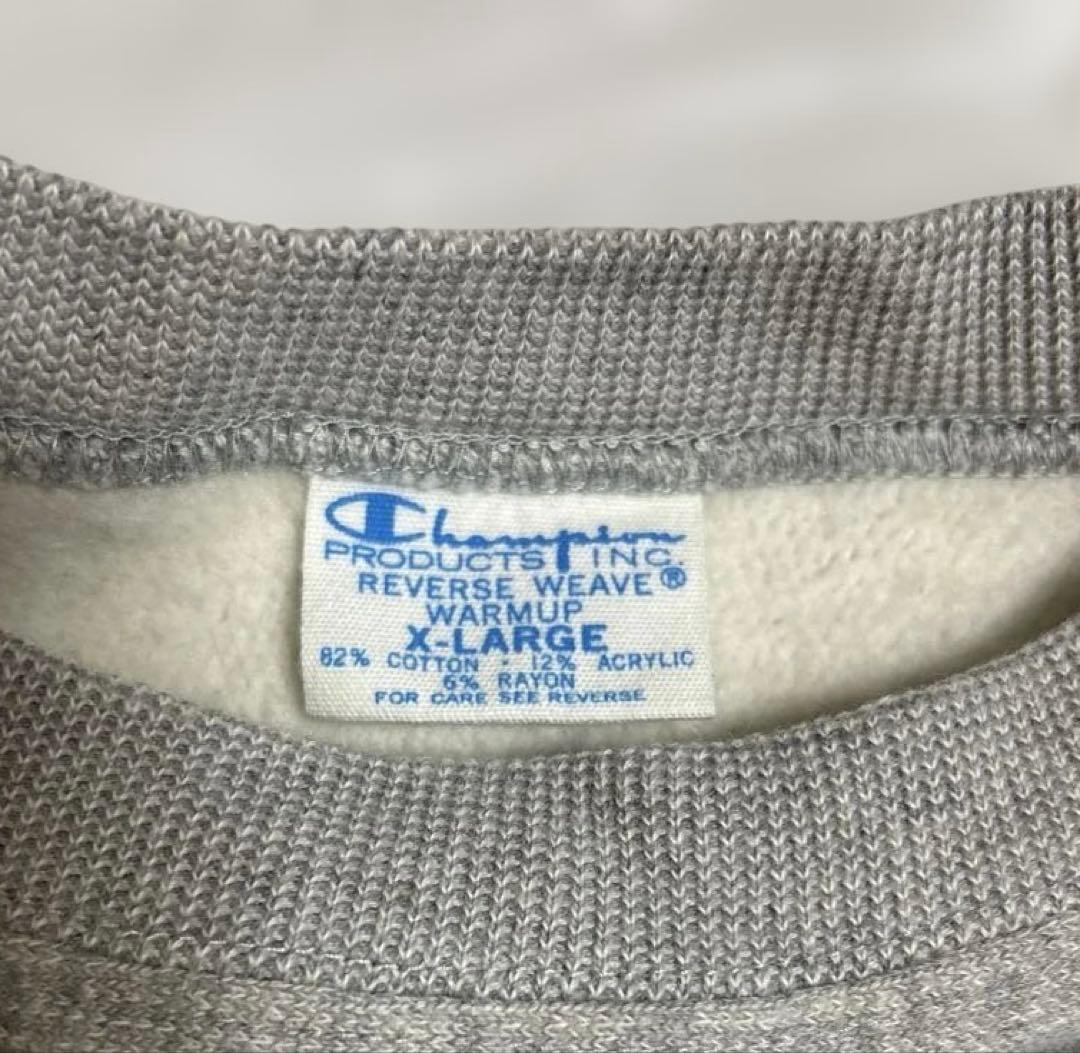 Champion
PRODUCTS INC.
REVERSE WEAVE®
WARMUP
X-LARGE
82% COTTON · 12% ACRYLIC
6% RAYON
FOR CARE SEE REVERSE